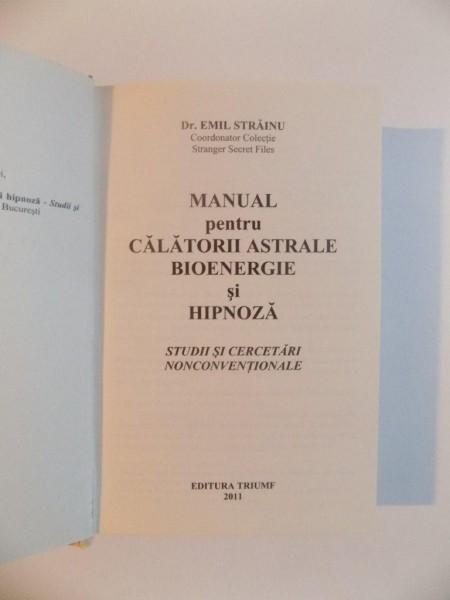 i,
ă hipnoză - Studii și
București
Dr. EMIL STRĂINU
Coordonator Colecție
Stranger Secret Files
MANUAL
pentru
CĂLĂTORII ASTRALE
BIOENERGIE
și
HIPNOZĂ
STUDII ȘI CERCETĂRI
NONCONVENȚIONALE
EDITURA TRIUMF
2011